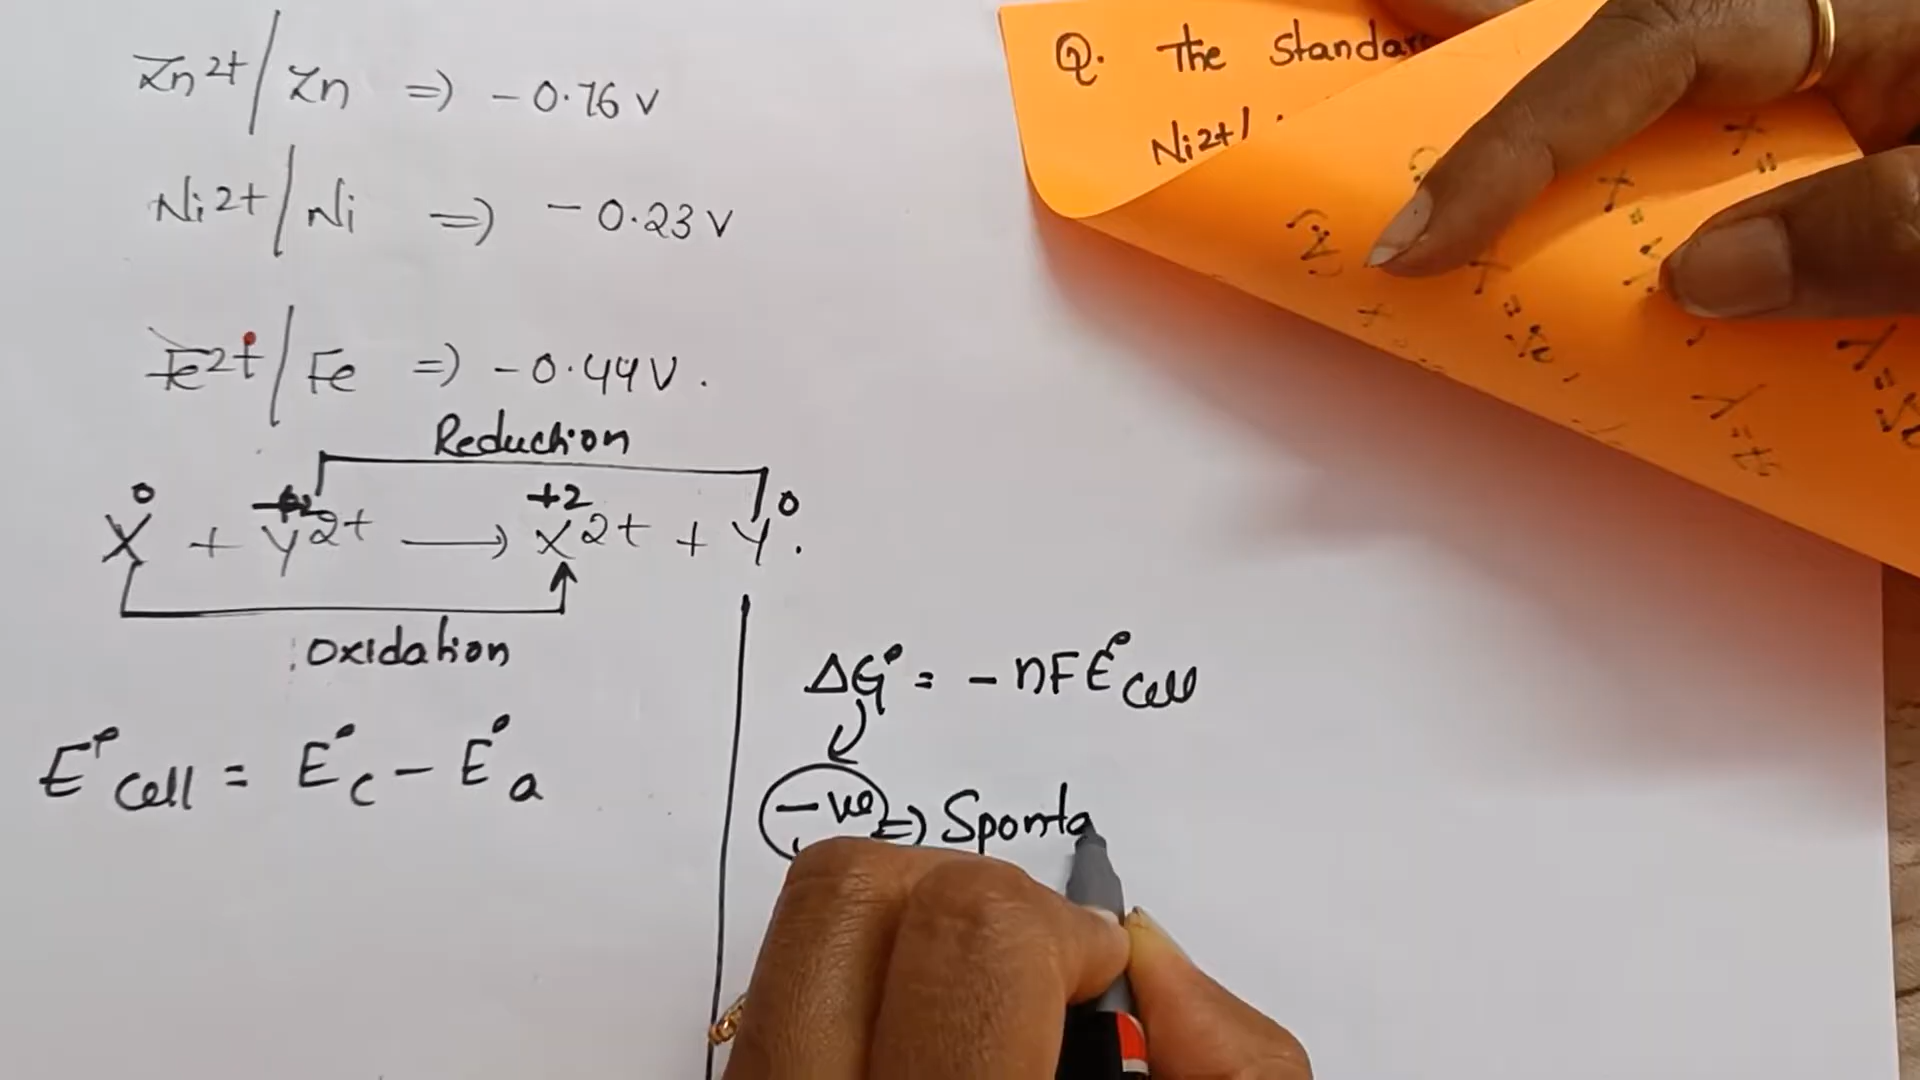 Zn2+/Zn => -0.76 V
Ni2+/Ni => -0.23 V
Fe2+/Fe => -0.44 V.
Reduction
0 +2 0
X + Y2+ → X2+ + Y.
Oxidation
E°cell = E°c - E°a
ΔG° = - nFE°cell
-ve => Sponta
Q. The Standar
Ni2+/